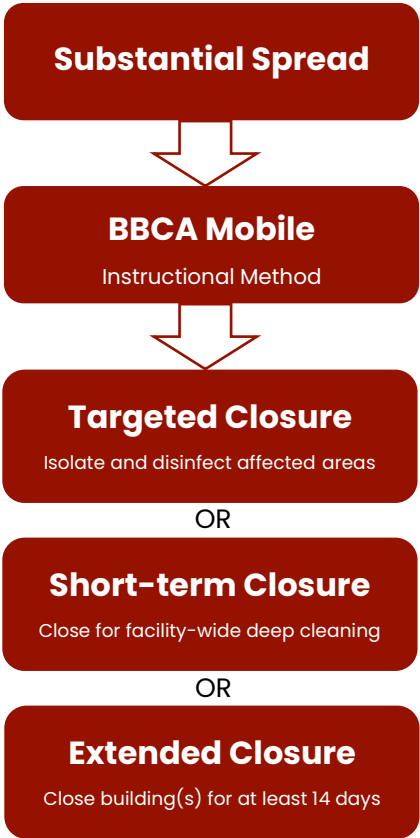 Substantial Spread
BBCA Mobile
Instructional Method
Targeted Closure
Isolate and disinfect affected areas
OR
Short-term Closure
Close for facility-wide deep cleaning
OR
Extended Closure
Close building(s) for at least 14 days